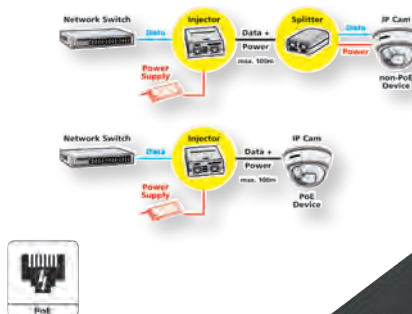 Network Switch Injector Splitter IP Cam
Data Data + Data
Power Power
max. 100m
Power
Supply
non-PoE
Device
Network Switch Injector IP Cam
Data Data +
Power
max. 100m
Power
Supply
PoE
Device
PoE